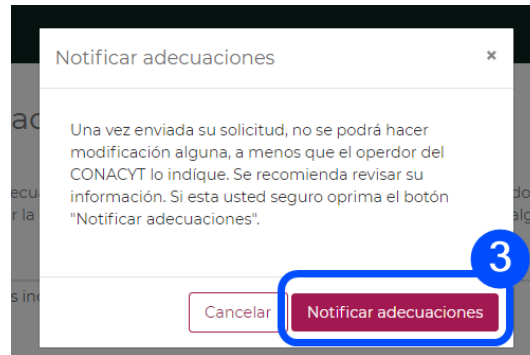 Notificar adecuaciones ×
Una vez enviada su solicitud, no se podrá hacer
modificación alguna, a menos que el operdor del
CONACYT lo indíque. Se recomienda revisar su
información. Si esta usted seguro oprima el botón
"Notificar adecuaciones".
3
Cancelar Notificar adecuaciones